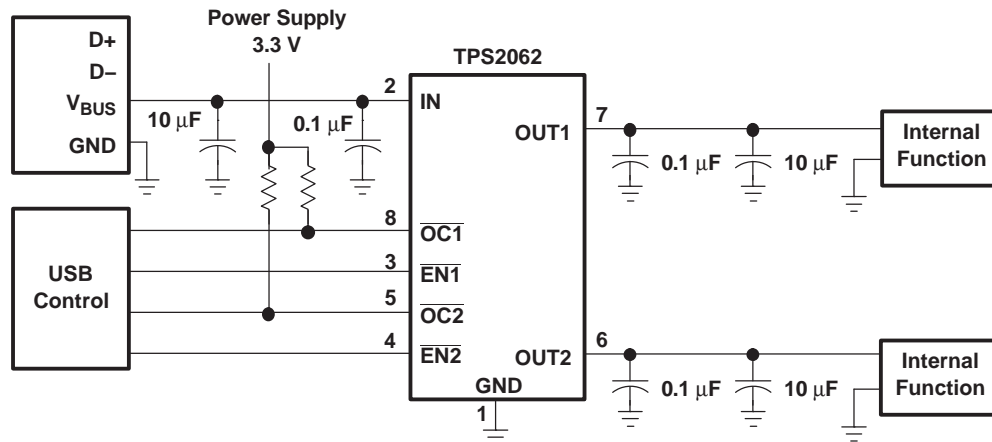 Power Supply
3.3 V
TPS2062
D+
D−
V_BUS
GND
10 μF
0.1 μF
2
IN
7
OUT1
0.1 μF
10 μF
Internal
Function
USB
Control
8
OC1
3
EN1
5
OC2
4
EN2
GND
1
6
OUT2
0.1 μF
10 μF
Internal
Function